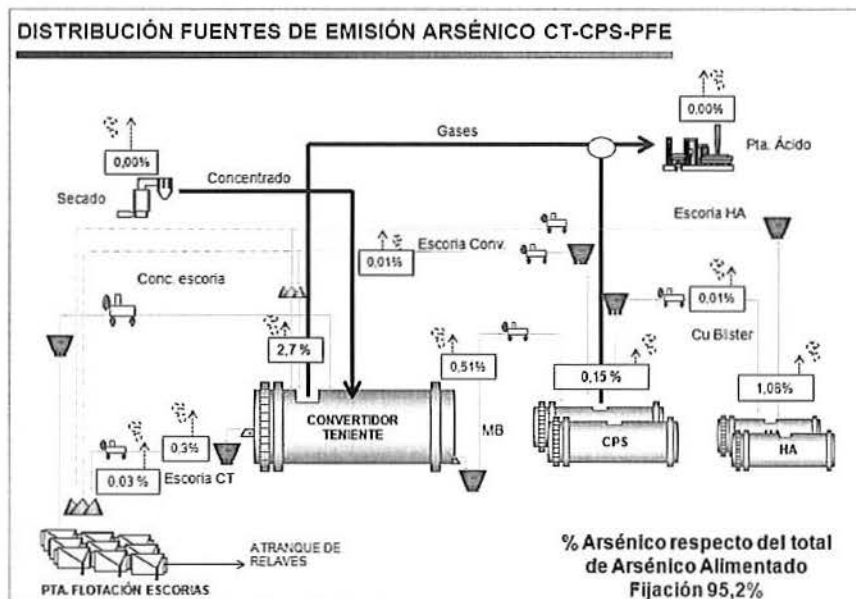 DISTRIBUCIÓN FUENTES DE EMISIÓN ARSÉNICO CT-CPS-PFE
0,00%
Gases
0,00%
Pta. Ácido
Secado
Concentrado
Escoria HA
Escoria Conv.
0,01%
Conc. escoria
0,01%
Cu Blister
2,7 %
0,51%
0,15 %
1,06%
CONVERTIDOR
TENIENTE
MB
CPS
HA
0,3%
0,03 %
Escoria CT
A TRANQUE DE
RELAVES
PTA. FLOTACIÓN ESCORIAS
% Arsénico respecto del total
de Arsénico Alimentado
Fijación 95,2%